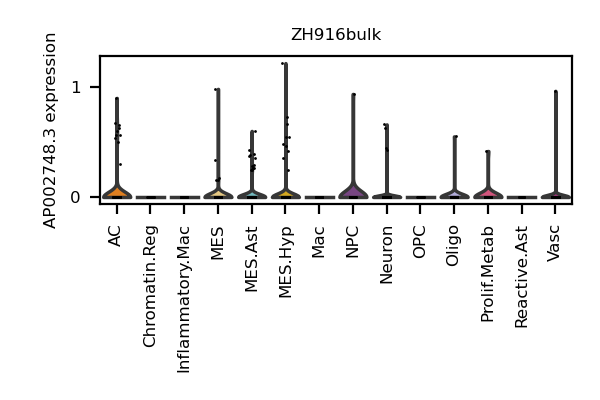 ZH916bulk
AP002748.3 expression
1
0
AC
Chromatin.Reg
Inflammatory.Mac
MES
MES.Ast
MES.Hyp
Mac
NPC
Neuron
OPC
Oligo
Prolif.Metab
Reactive.Ast
Vasc